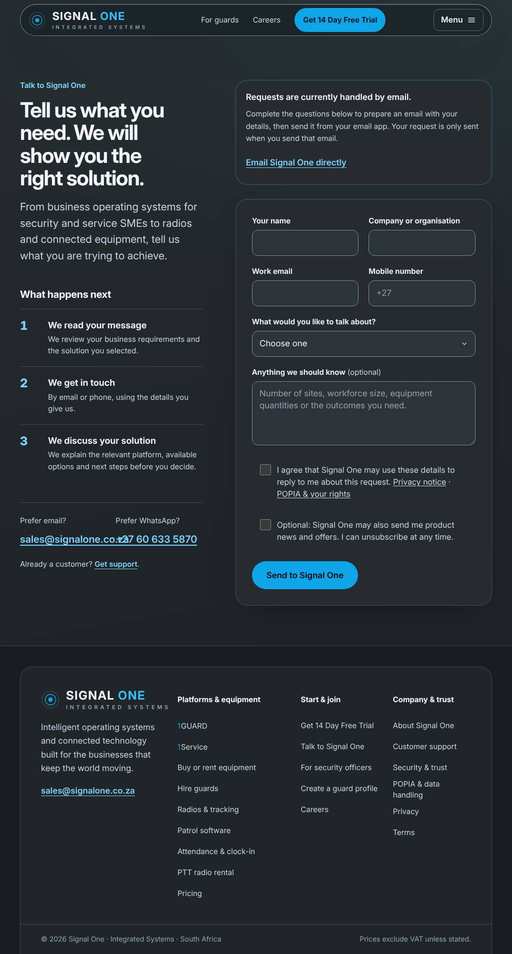 SIGNAL ONE
INTEGRATED SYSTEMS
For guards
Careers
Get 14 Day Free Trial
Menu
Talk to Signal One
Tell us what you
need. We will
show you the
right solution.
From business operating systems for
security and service SMEs to radios
and connected equipment, tell us
what you are trying to achieve.
What happens next
1
We read your message
We review your business requirements and
the solution you selected.
2
We get in touch
By email or phone, using the details you
give us.
3
We discuss your solution
We explain the relevant platform, available
options and next steps before you decide.
Prefer email?
sales@signalone.co.za
Prefer WhatsApp?
+27 60 633 5870
Already a customer? Get support.
Requests are currently handled by email.
Complete the questions below to prepare an email with your
details, then send it from your email app. Your request is only sent
when you send that email.
Email Signal One directly
Your name
Company or organisation
Work email
Mobile number
+27
What would you like to talk about?
Choose one
Anything we should know (optional)
Number of sites, workforce size, equipment
quantities or the outcomes you need.
I agree that Signal One may use these details to
reply to me about this request. Privacy notice ·
POPIA & your rights
Optional: Signal One may also send me product
news and offers. I can unsubscribe at any time.
Send to Signal One
SIGNAL ONE
INTEGRATED SYSTEMS
Intelligent operating systems
and connected technology
built for the businesses that
keep the world moving.
sales@signalone.co.za
Platforms & equipment
1GUARD
1Service
Buy or rent equipment
Hire guards
Radios & tracking
Patrol software
Attendance & clock-in
PTT radio rental
Pricing
Start & join
Get 14 Day Free Trial
Talk to Signal One
For security officers
Create a guard profile
Careers
Company & trust
About Signal One
Customer support
Security & trust
POPIA & data
handling
Privacy
Terms
© 2026 Signal One · Integrated Systems · South Africa
Prices exclude VAT unless stated.